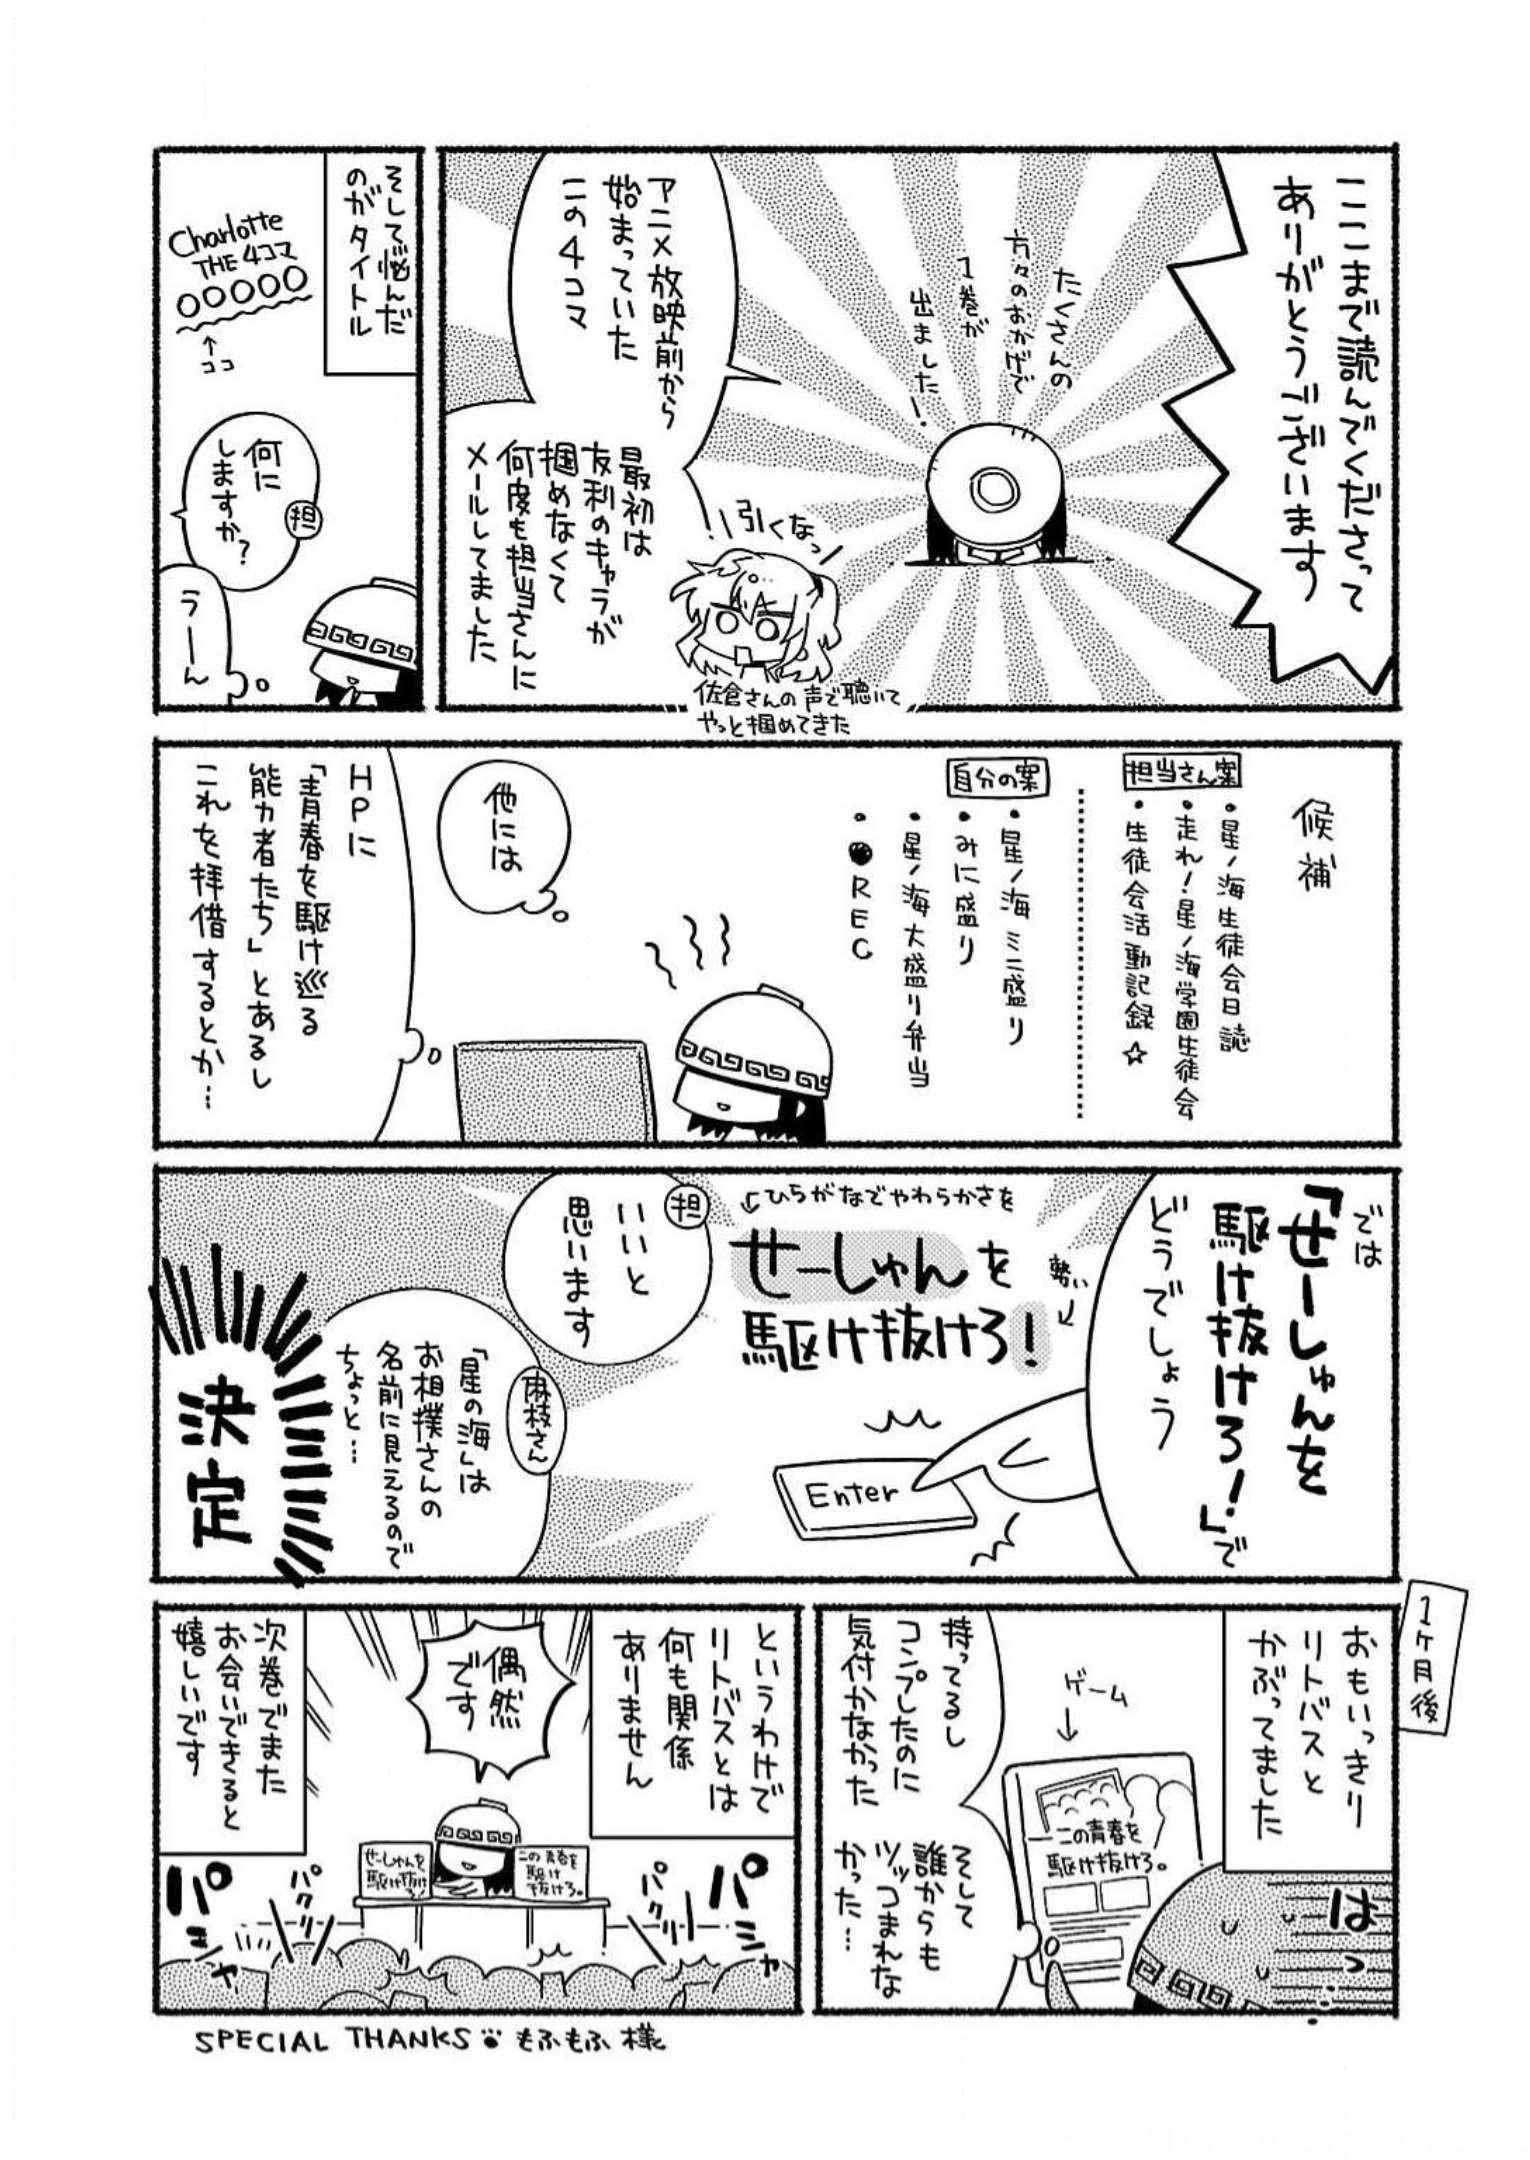 ここまで読んでくださって
ありがとうございます
たくさんの
方々のおかげで
1巻が
出ました!
アニメ放映前から
始まっていた
この4コマ
最初は
友利のキャラが
掴めなくて
何度も担当さんに
メールしてました
引くなっ
佐倉さんの声で聴いて
やっと掴めてきた
そして悩んだ
のがタイトル
Charlotte
THE 4コマ
○○○○○
↑
ココ
何に
しますか?
担
うーん
候補
担当さん案
・星ノ海生徒会日誌
・走れ!星ノ海学園生徒会
・生徒会活動記録☆
自分の案
・星ノ海 ミニ盛り
・みに盛り
・星ノ海大盛り弁当
・●REC
他には
HPに
「青春を駆け巡る
能力者たち」とあるし
これを拝借するとか…
では
「せーしゅんを
駆け抜けろ!」で
どうでしょう
ひらがなでやわらかさを
せーしゅんを
駆け抜けろ!
勢い
Enter
担
いいと
思います
麻枝さん
「星の海」は
お相撲さんの
名前に見えるので
ちょっと…
決定
1ヶ月後
おもいっきり
リトバスと
かぶってました
はっ…
ゲーム
この青春を
駆け抜けろ。
持ってるし
コンプしたのに
気付かなかった
そして
誰からも
ツッコまれな
かった…
というわけで
リトバスとは
何も関係
ありません
偶然
です
せーしゅんを
駆け抜け
ろ!
この青春を
駆け
抜けろ。
パシャ
パシャ
パクリ
パクリ
次巻でまた
お会いできると
嬉しいです
SPECIAL THANKS もふもふ様